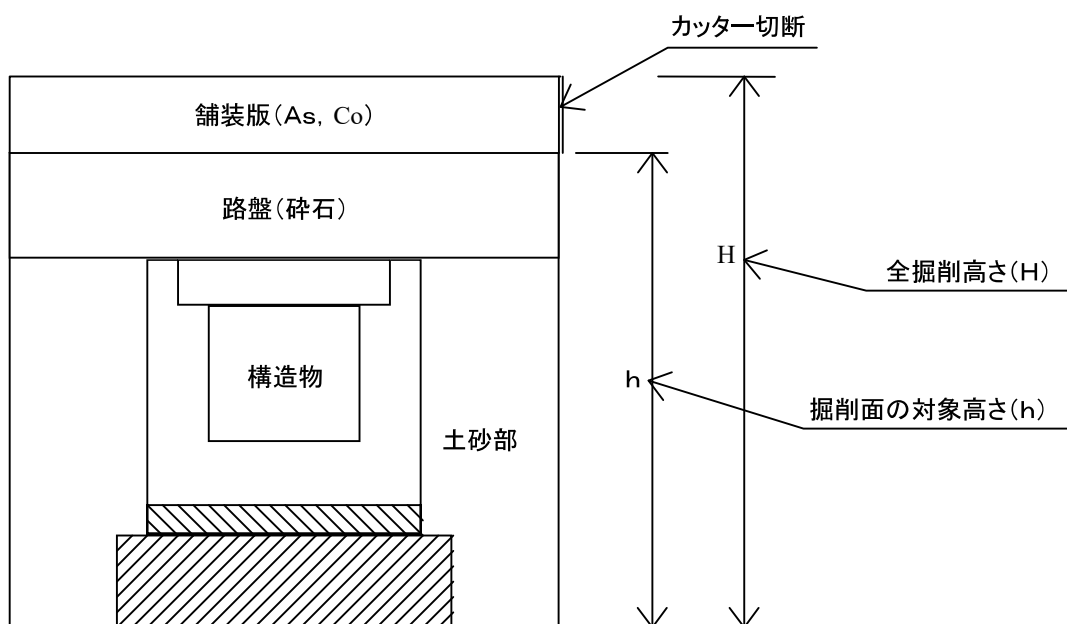 カッター切断
舗装版(As, Co)
路盤(砕石)
H
全掘削高さ(H)
構造物
h
掘削面の対象高さ(h)
土砂部